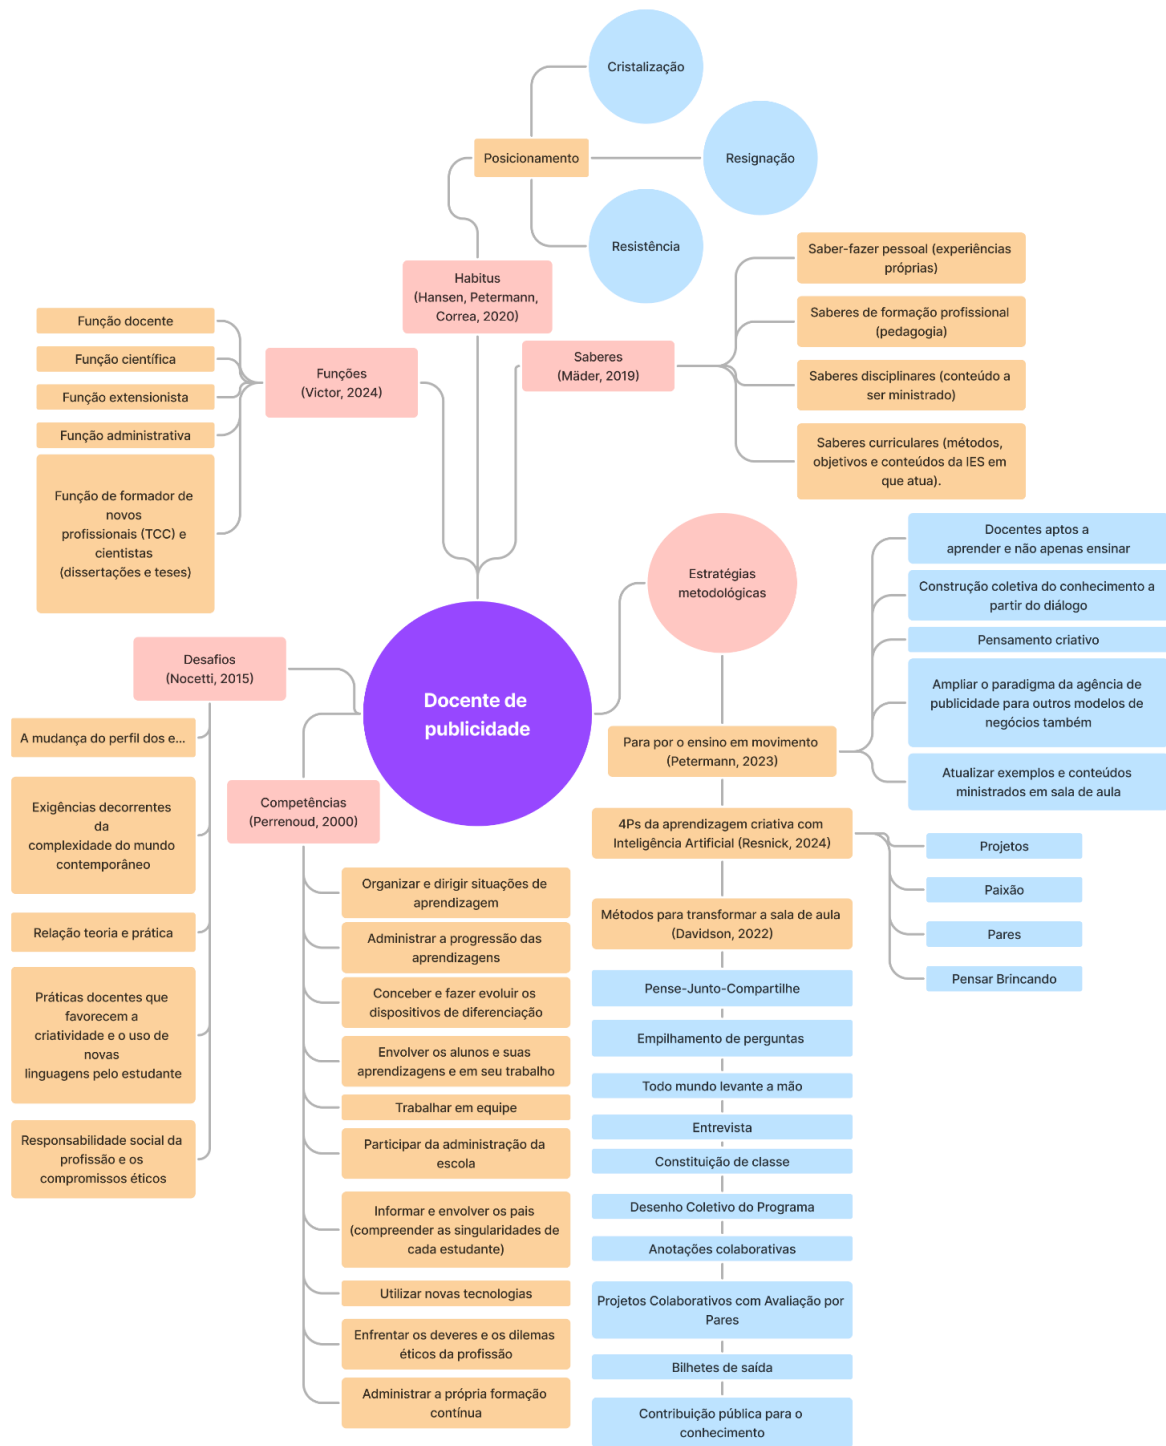 Cristalização
Posicionamento
Resignação
Resistência
Habitus
(Hansen, Petermann,
Correa, 2020)
Saber-fazer pessoal (experiências
próprias)
Saberes de formação profissional
(pedagogia)
Saberes
(Mäder, 2019)
Saberes disciplinares (conteúdo a
ser ministrado)
Saberes curriculares (métodos,
objetivos e conteúdos da IES em
que atua).
Função docente
Função científica
Função extensionista
Função administrativa
Função de formador de
novos
profissionais (TCC) e
cientistas
(dissertações e teses)
Funções
(Victor, 2024)
Docente de
publicidade
Desafios
(Nocetti, 2015)
A mudança do perfil dos e...
Exigências decorrentes
da
complexidade do mundo
contemporâneo
Relação teoria e prática
Práticas docentes que
favorecem a
criatividade e o uso de
novas
linguagens pelo estudante
Responsabilidade social da
profissão e os
compromissos éticos
Competências
(Perrenoud, 2000)
Organizar e dirigir situações de
aprendizagem
Administrar a progressão das
aprendizagens
Conceber e fazer evoluir os
dispositivos de diferenciação
Envolver os alunos e suas
aprendizagens e em seu trabalho
Trabalhar em equipe
Participar da administração da
escola
Informar e envolver os pais
(compreender as singularidades de
cada estudante)
Utilizar novas tecnologias
Enfrentar os deveres e os dilemas
éticos da profissão
Administrar a própria formação
contínua
Estratégias
metodológicas
Para por o ensino em movimento
(Petermann, 2023)
Docentes aptos a
aprender e não apenas ensinar
Construção coletiva do conhecimento a
partir do diálogo
Pensamento criativo
Ampliar o paradigma da agência de
publicidade para outros modelos de
negócios também
Atualizar exemplos e conteúdos
ministrados em sala de aula
4Ps da aprendizagem criativa com
Inteligência Artificial (Resnick, 2024)
Projetos
Paixão
Pares
Pensar Brincando
Métodos para transformar a sala de aula
(Davidson, 2022)
Pense-Junto-Compartilhe
Empilhamento de perguntas
Todo mundo levante a mão
Entrevista
Constituição de classe
Desenho Coletivo do Programa
Anotações colaborativas
Projetos Colaborativos com Avaliação por
Pares
Bilhetes de saída
Contribuição pública para o
conhecimento